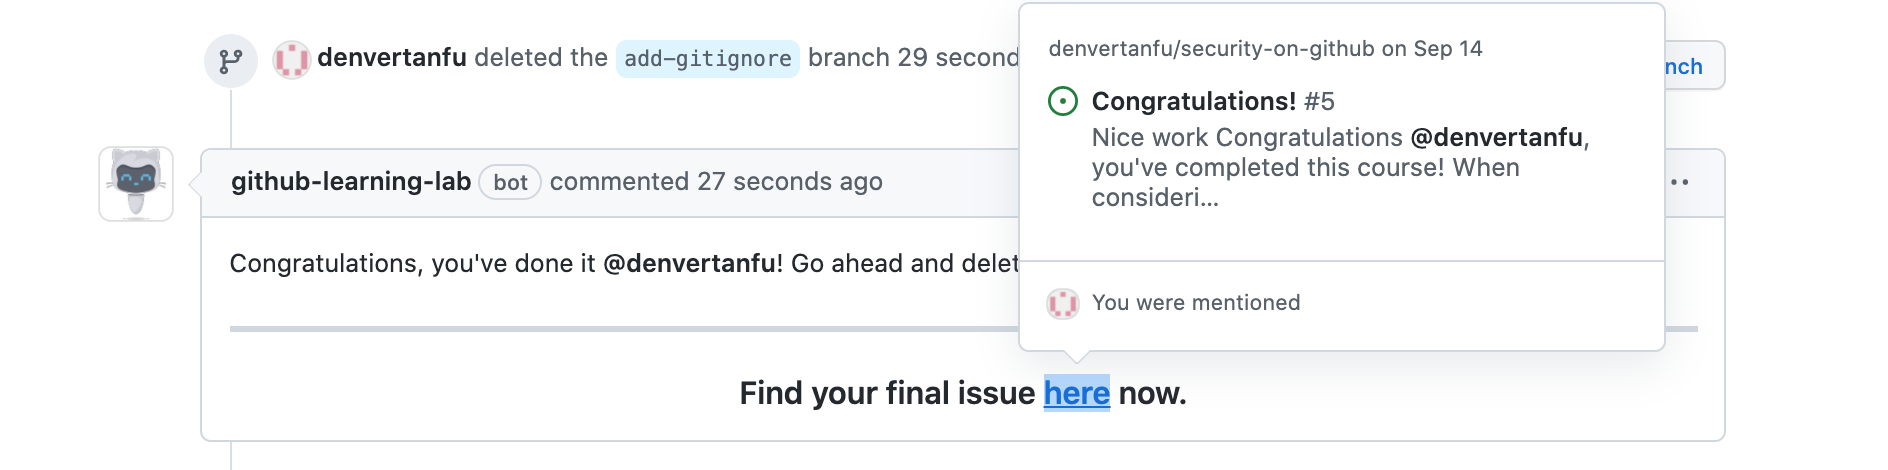 denvertanfu deleted the add-gitignore branch 29 second
nch
denvertanfu/security-on-github on Sep 14
Congratulations! #5
Nice work Congratulations @denvertanfu,
you've completed this course! When
consideri...
You were mentioned
github-learning-lab bot commented 27 seconds ago
Congratulations, you've done it @denvertanfu! Go ahead and delet
Find your final issue here now.